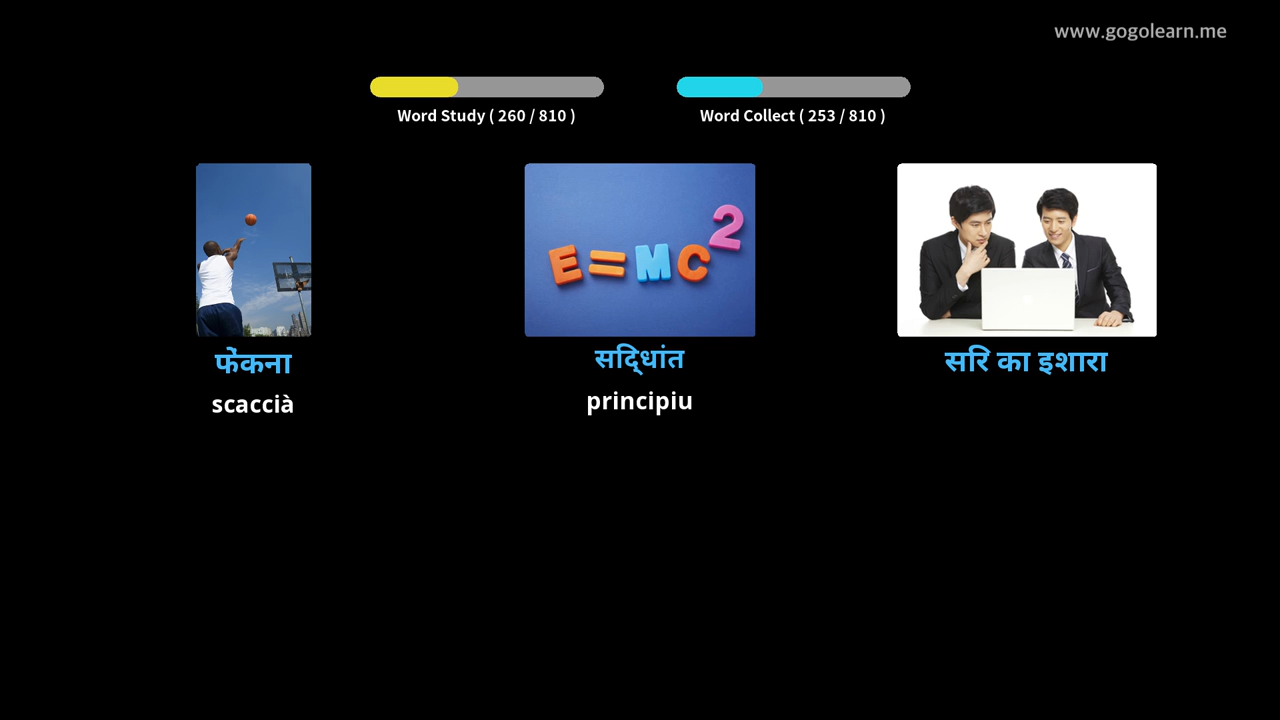 www.gogolearn.me
Word Study ( 260 / 810 )
Word Collect ( 253 / 810 )
E=MC2
फेंकना
scaccià
सद्धिांत
principiu
सरि का इशारा